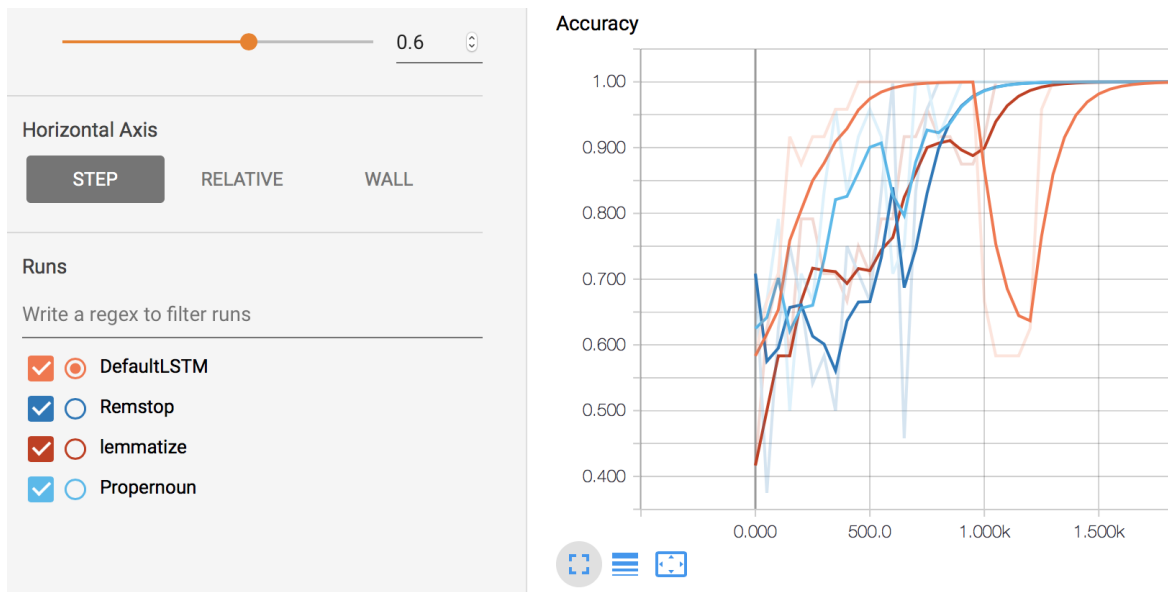 0.6
Horizontal Axis
STEP RELATIVE WALL
Runs
Write a regex to filter runs
DefaultLSTM
Remstop
lemmatize
Propernoun
Accuracy
1.00
0.900
0.800
0.700
0.600
0.500
0.400
0.000 500.0 1.000k 1.500k